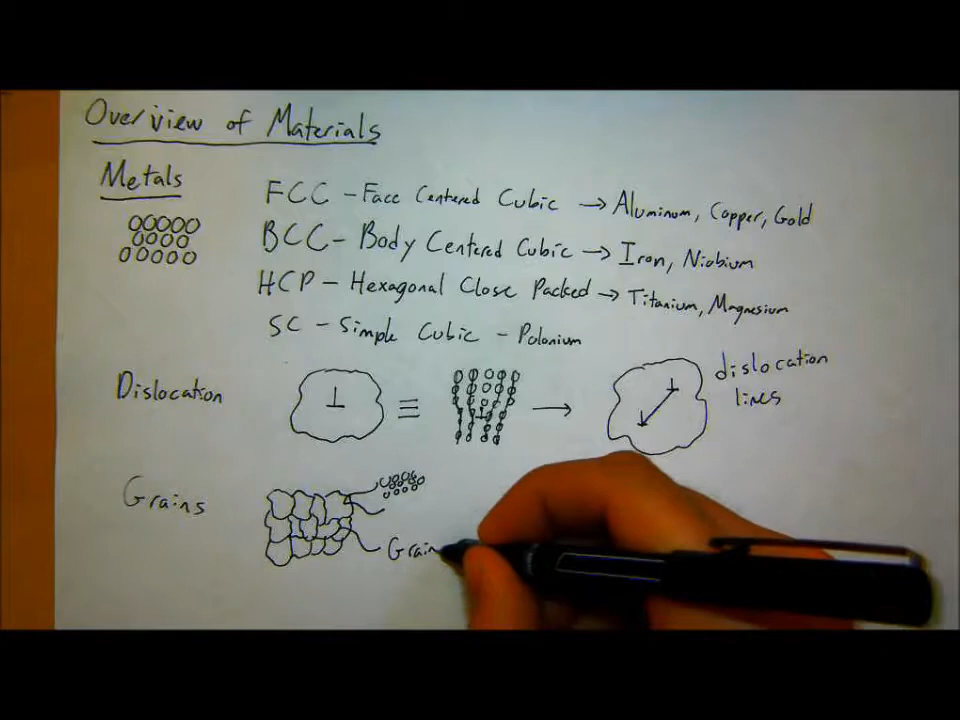 Overview of Materials
Metals
FCC - Face Centered Cubic → Aluminum, Copper, Gold
BCC - Body Centered Cubic → Iron, Niobium
HCP - Hexagonal Close Packed → Titanium, Magnesium
SC - Simple Cubic - Polonium
Dislocation
dislocation
lines
Grains
Grain